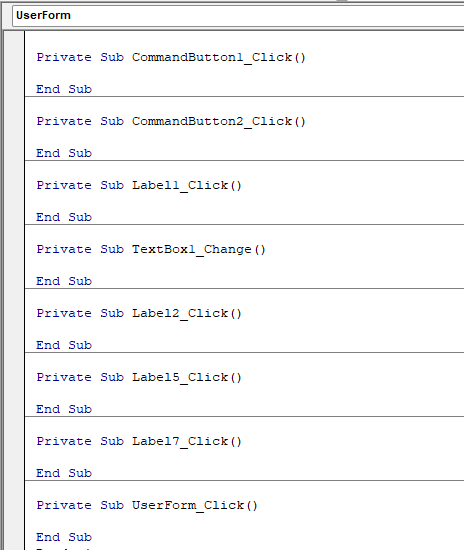 UserForm
Private Sub CommandButton1_Click()
End Sub
Private Sub CommandButton2_Click()
End Sub
Private Sub Label1_Click()
End Sub
Private Sub TextBox1_Change()
End Sub
Private Sub Label2_Click()
End Sub
Private Sub Label5_Click()
End Sub
Private Sub Label7_Click()
End Sub
Private Sub UserForm_Click()
End Sub